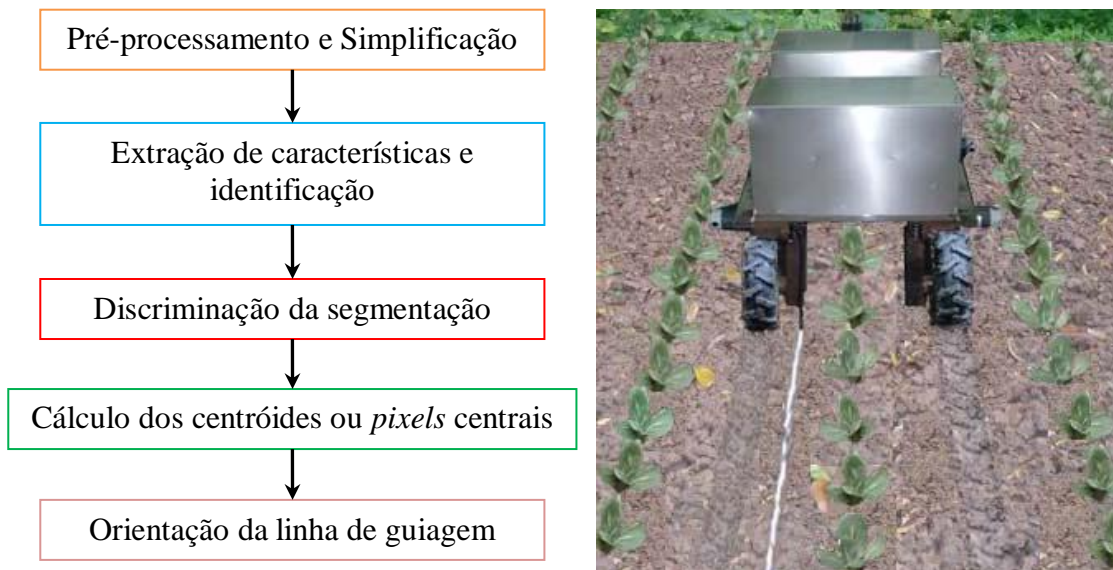 Pré-processamento e Simplificação
Extração de características e
identificação
Discriminação da segmentação
Cálculo dos centróides ou pixels centrais
Orientação da linha de guiagem